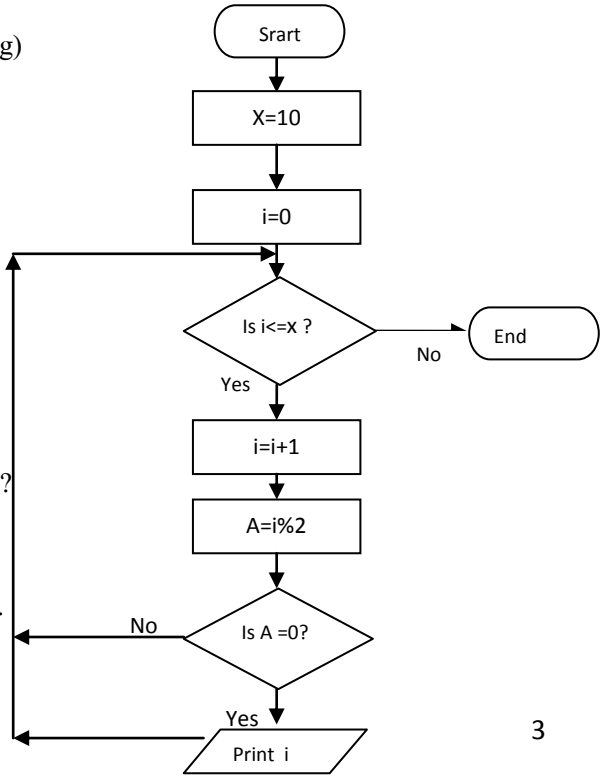 g)
Srart
X=10
i=0
Is i<=x ?
No
End
Yes
i=i+1
?
A=i%2
.
Is A =0?
No
Yes
Print i
3